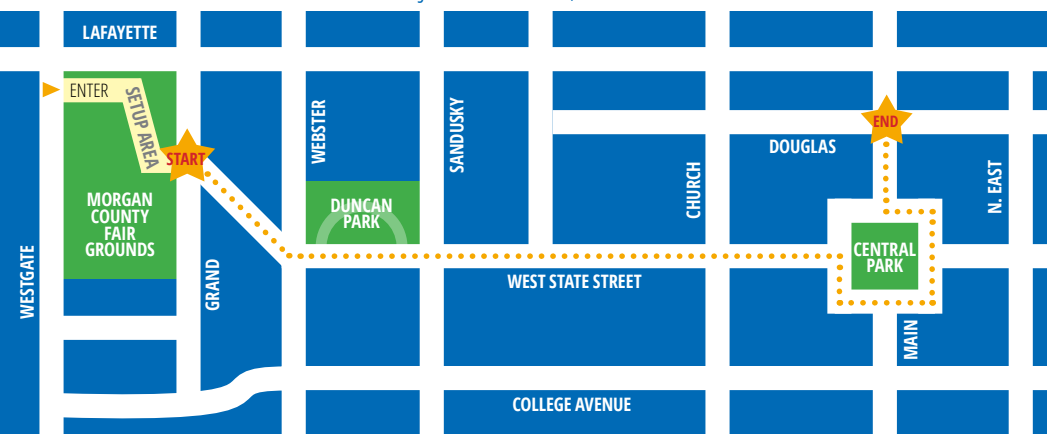 LAFAYETTE
ENTER
SETUP AREA
START
MORGAN
COUNTY
FAIR
GROUNDS
WESTGATE
GRAND
WEBSTER
DUNCAN
PARK
SANDUSKY
WEST STATE STREET
COLLEGE AVENUE
CHURCH
DOUGLAS
END
CENTRAL
PARK
MAIN
N. EAST